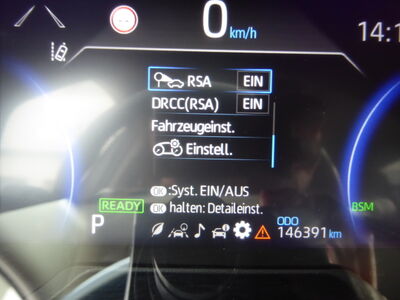 0 km/h
14:1
RSA EIN
DRCC(RSA) EIN
Fahrzeugeinst.
Einstell.
OK :Syst. EIN/AUS
READY OK halten: Detaileinst.
BSM
P
ODO
146391 km